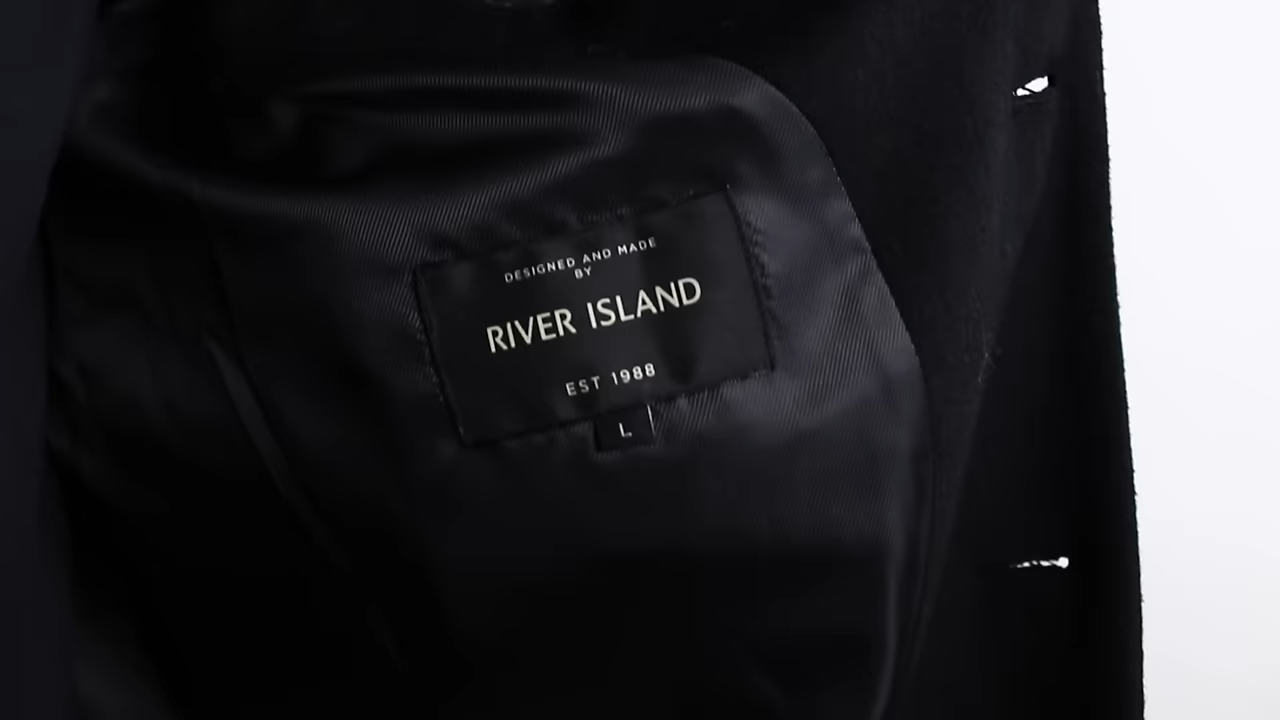 DESIGNED AND MADE
BY
RIVER ISLAND
EST 1988
L